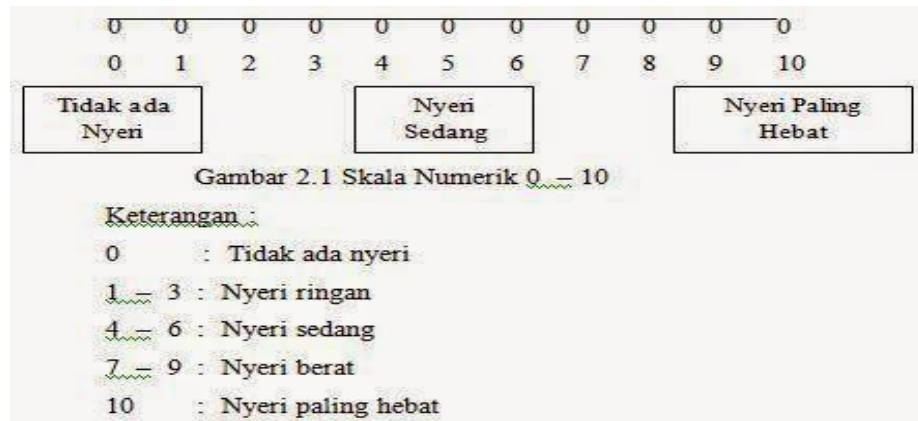 0 0 0 0 0 0 0 0 0 0 0
0 1 2 3 4 5 6 7 8 9 10
Tidak ada Nyeri Nyeri Paling
Nyeri Sedang Hebat
Gambar 2.1 Skala Numerik 0 – 10
Keterangan :
0 : Tidak ada nyeri
1 – 3 : Nyeri ringan
4 – 6 : Nyeri sedang
7 – 9 : Nyeri berat
10 : Nyeri paling hebat